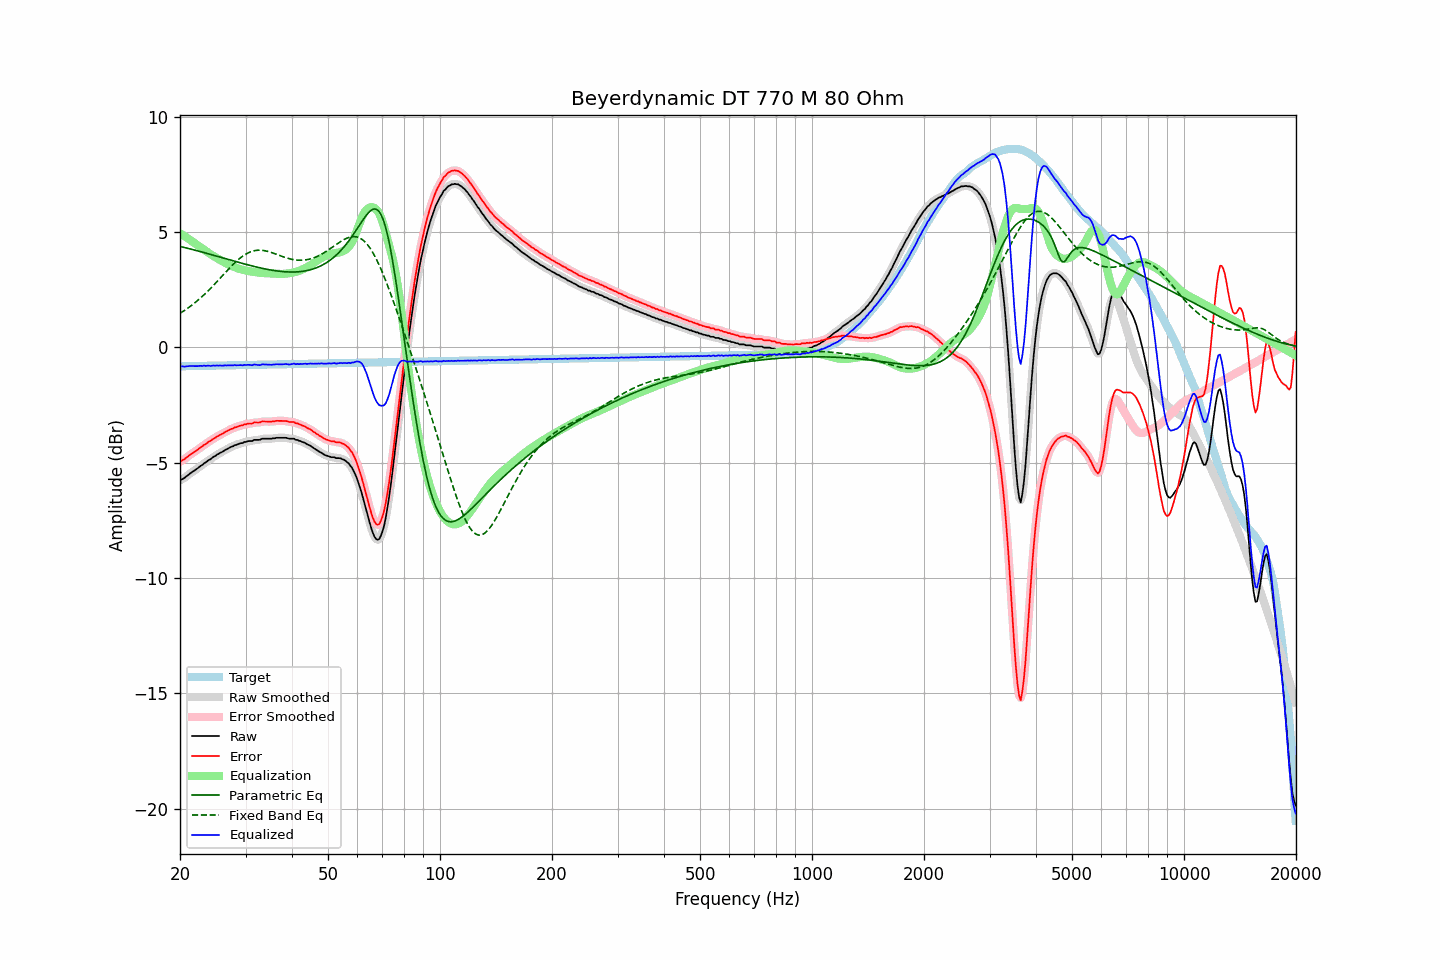 Beyerdynamic DT 770 M 80 Ohm
10
5
0
−5
−10
−15
−20
Amplitude (dBr)
Target
Raw Smoothed
Error Smoothed
Raw
Error
Equalization
Parametric Eq
Fixed Band Eq
Equalized
20 50 100 200 500 1000 2000 5000 10000 20000
Frequency (Hz)